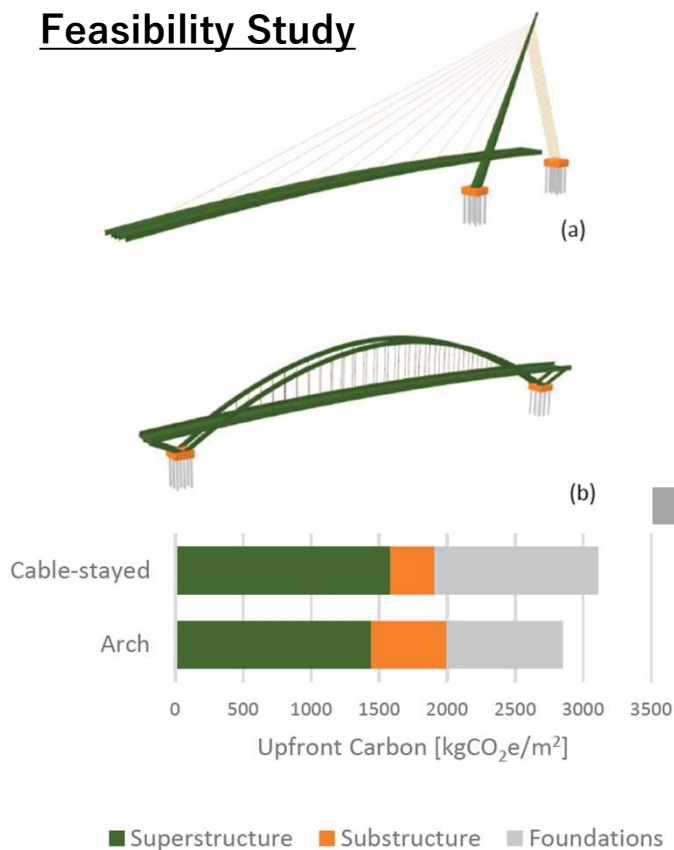 Feasibility Study
(a)
(b)
Cable-stayed
Arch
0 500 1000 1500 2000 2500 3000 3500
Upfront Carbon [kgCO₂e/m²]
Superstructure Substructure Foundations